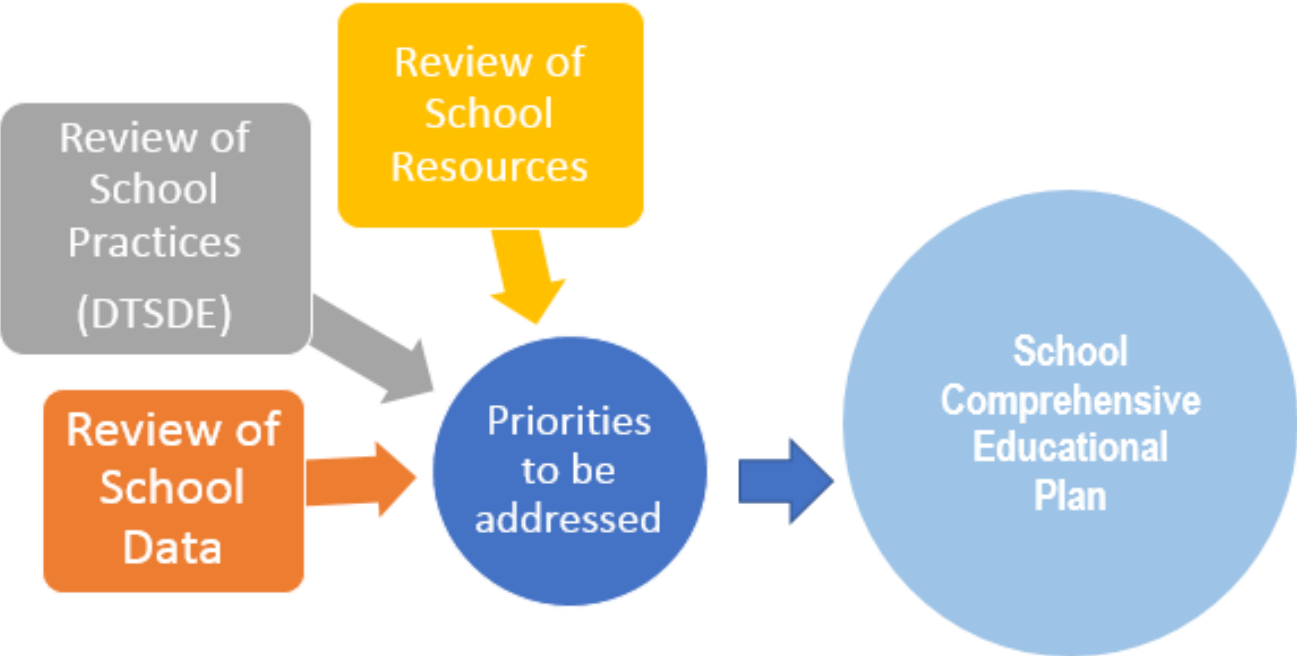 Review of
School
Resources
Review of
School
Practices
(DTSDE)
Review of
School
Data
Priorities
to be
addressed
School
Comprehensive
Educational
Plan